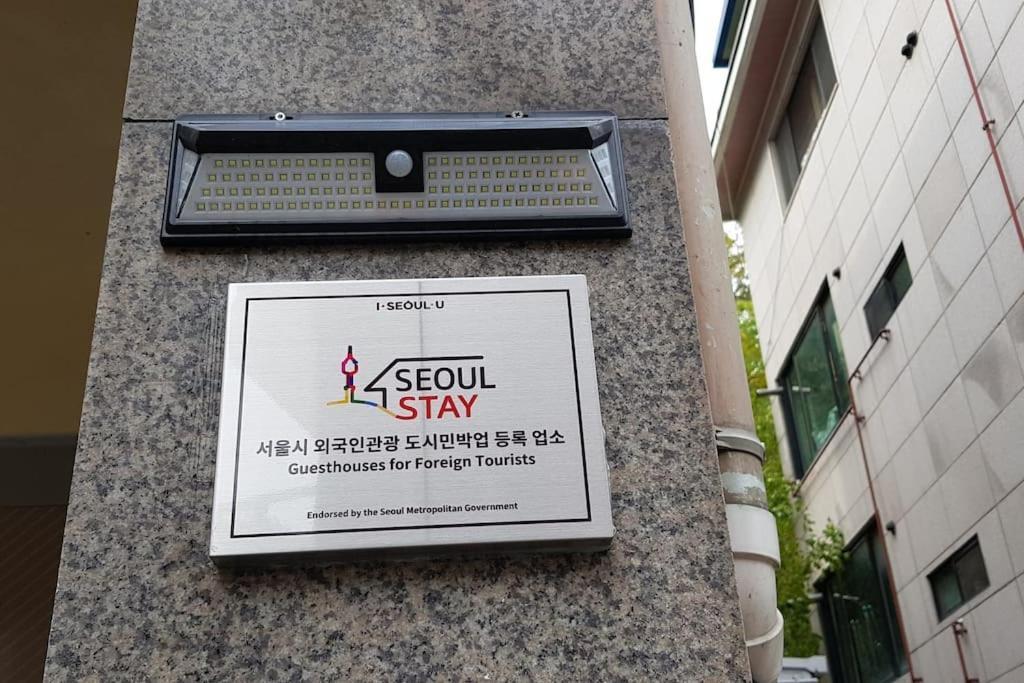 I·SEOUL·U
SEOUL
STAY
서울시 외국인관광 도시민박업 등록 업소
Guesthouses for Foreign Tourists
Endorsed by the Seoul Metropolitan Government